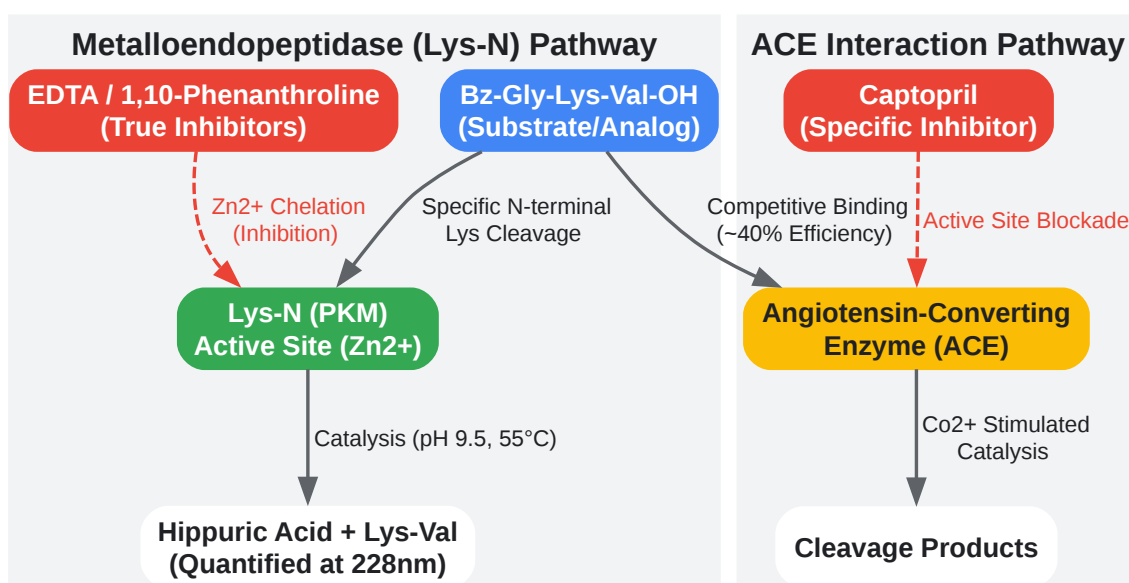 Metalloendopeptidase (Lys-N) Pathway
ACE Interaction Pathway
EDTA / 1,10-Phenanthroline
(True Inhibitors)
Bz-Gly-Lys-Val-OH
(Substrate/Analog)
Captopril
(Specific Inhibitor)
Zn2+ Chelation
(Inhibition)
Specific N-terminal
Lys Cleavage
Competitive Binding
(~40% Efficiency)
Active Site Blockade
Lys-N (PKM)
Active Site (Zn2+)
Angiotensin-Converting
Enzyme (ACE)
Catalysis (pH 9.5, 55°C)
Co2+ Stimulated
Catalysis
Hippuric Acid + Lys-Val
(Quantified at 228nm)
Cleavage Products